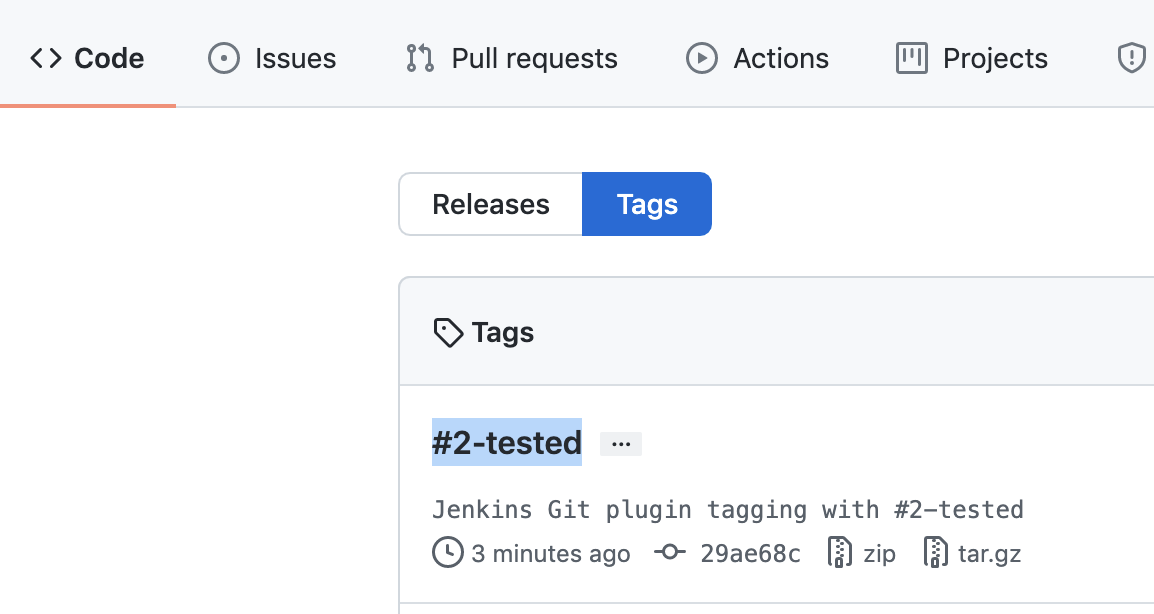 Code Issues Pull requests Actions Projects
Releases Tags
Tags
#2-tested ...
Jenkins Git plugin tagging with #2-tested
3 minutes ago 29ae68c zip tar.gz